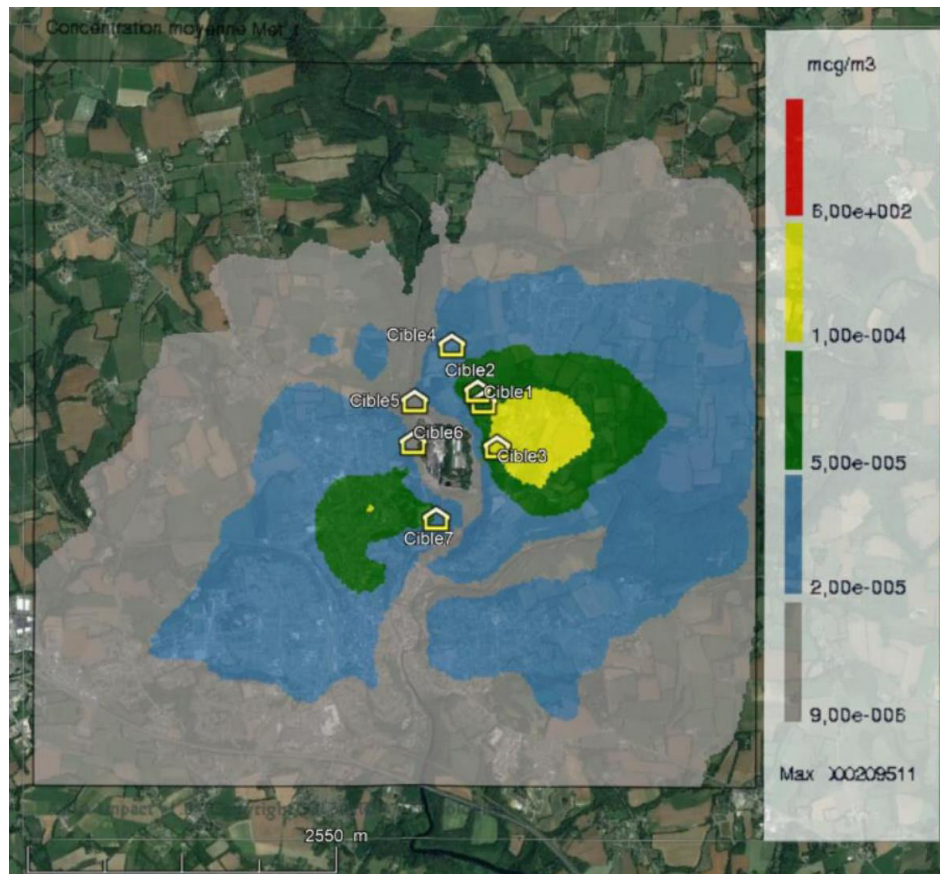 Concentration moyenne Met
mcg/m3
6,00e+002
1,00e-004
5,00e-005
2,00e-005
9,00e-006
Max
00209511
Cible4
Cible2
Cible1
Cible5
Cible6
Cible3
Cible7
2550 m